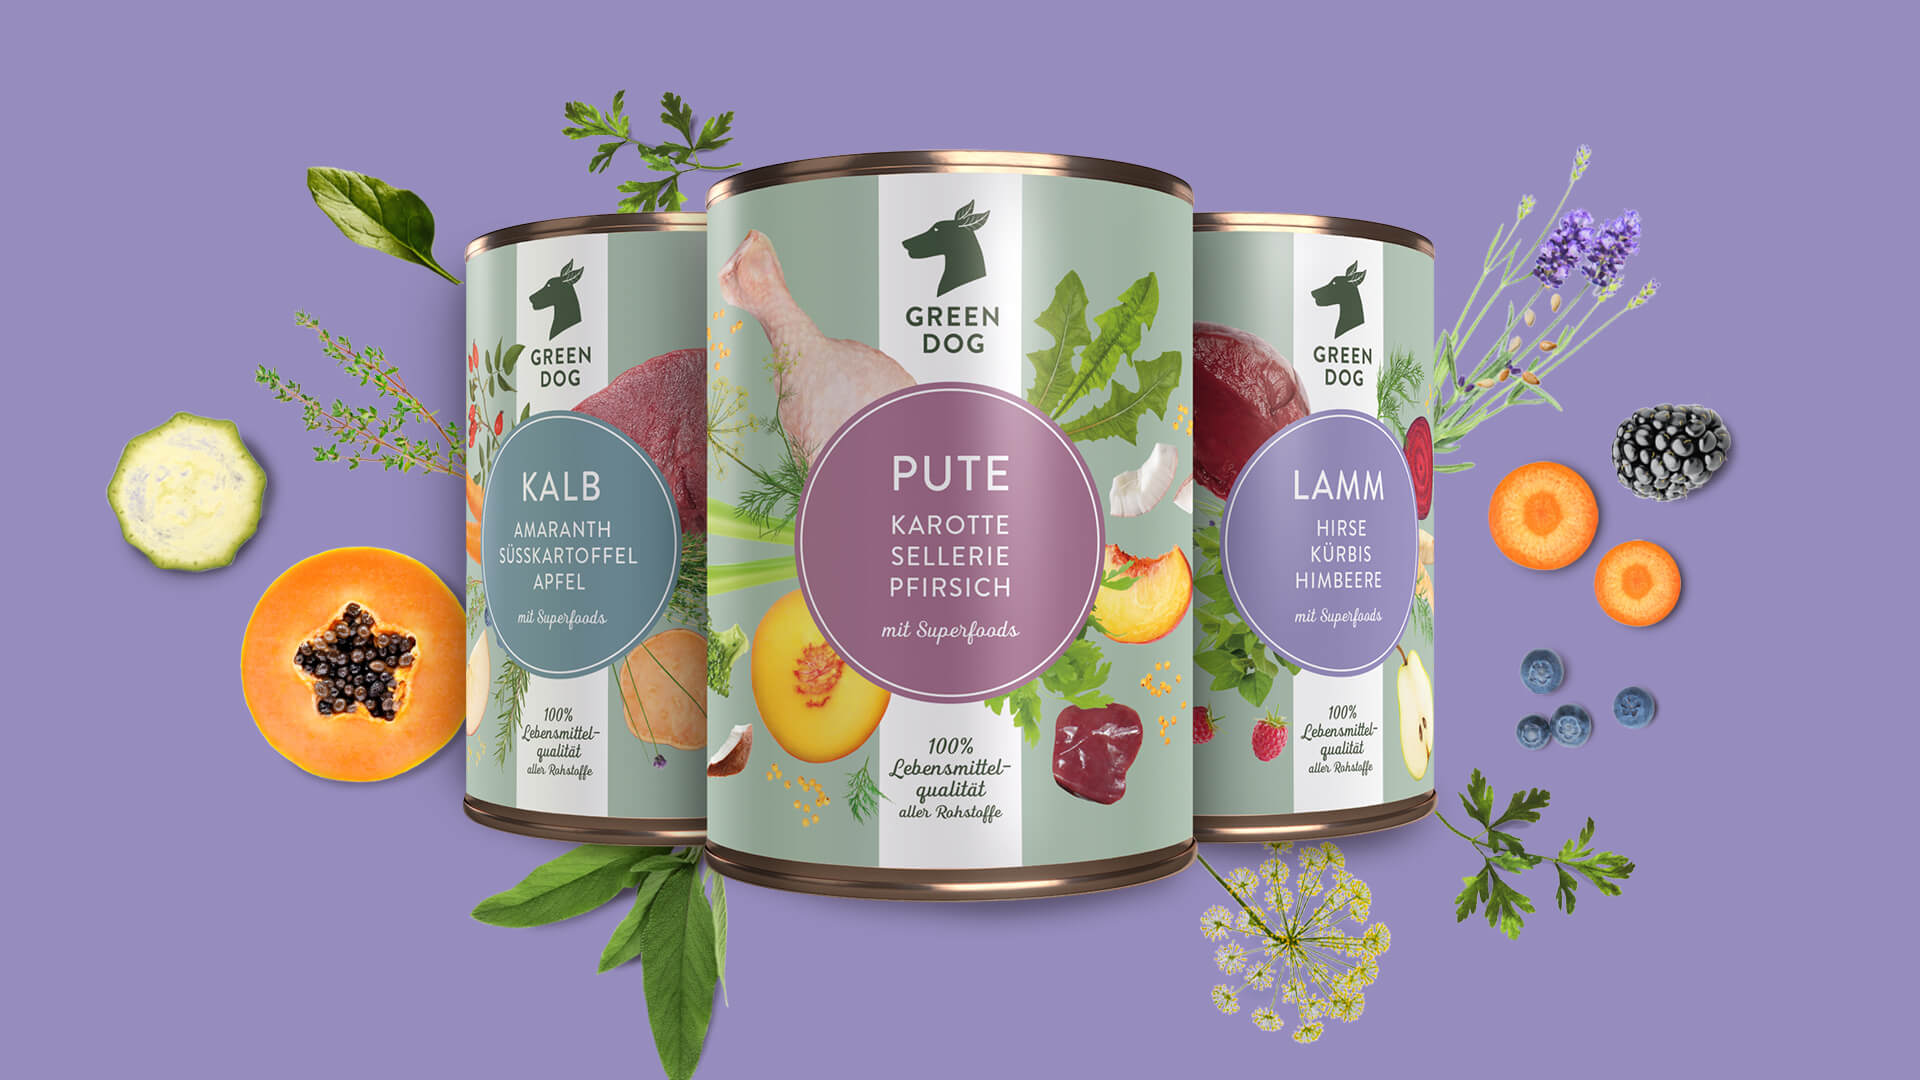 GREEN
DOG
KALB
AMARANTH
SÜSSKARTOFFEL
APFEL
mit Superfoods
100%
Lebensmittel-
qualität
aller Rohstoffe
GREEN
DOG
PUTE
KAROTTE
SELLERIE
PFIRSICH
mit Superfoods
100%
Lebensmittel-
qualität
aller Rohstoffe
GREEN
DOG
LAMM
HIRSE
KÜRBIS
HIMBEERE
mit Superfoods
100%
Lebensmittel-
qualität
aller Rohstoffe